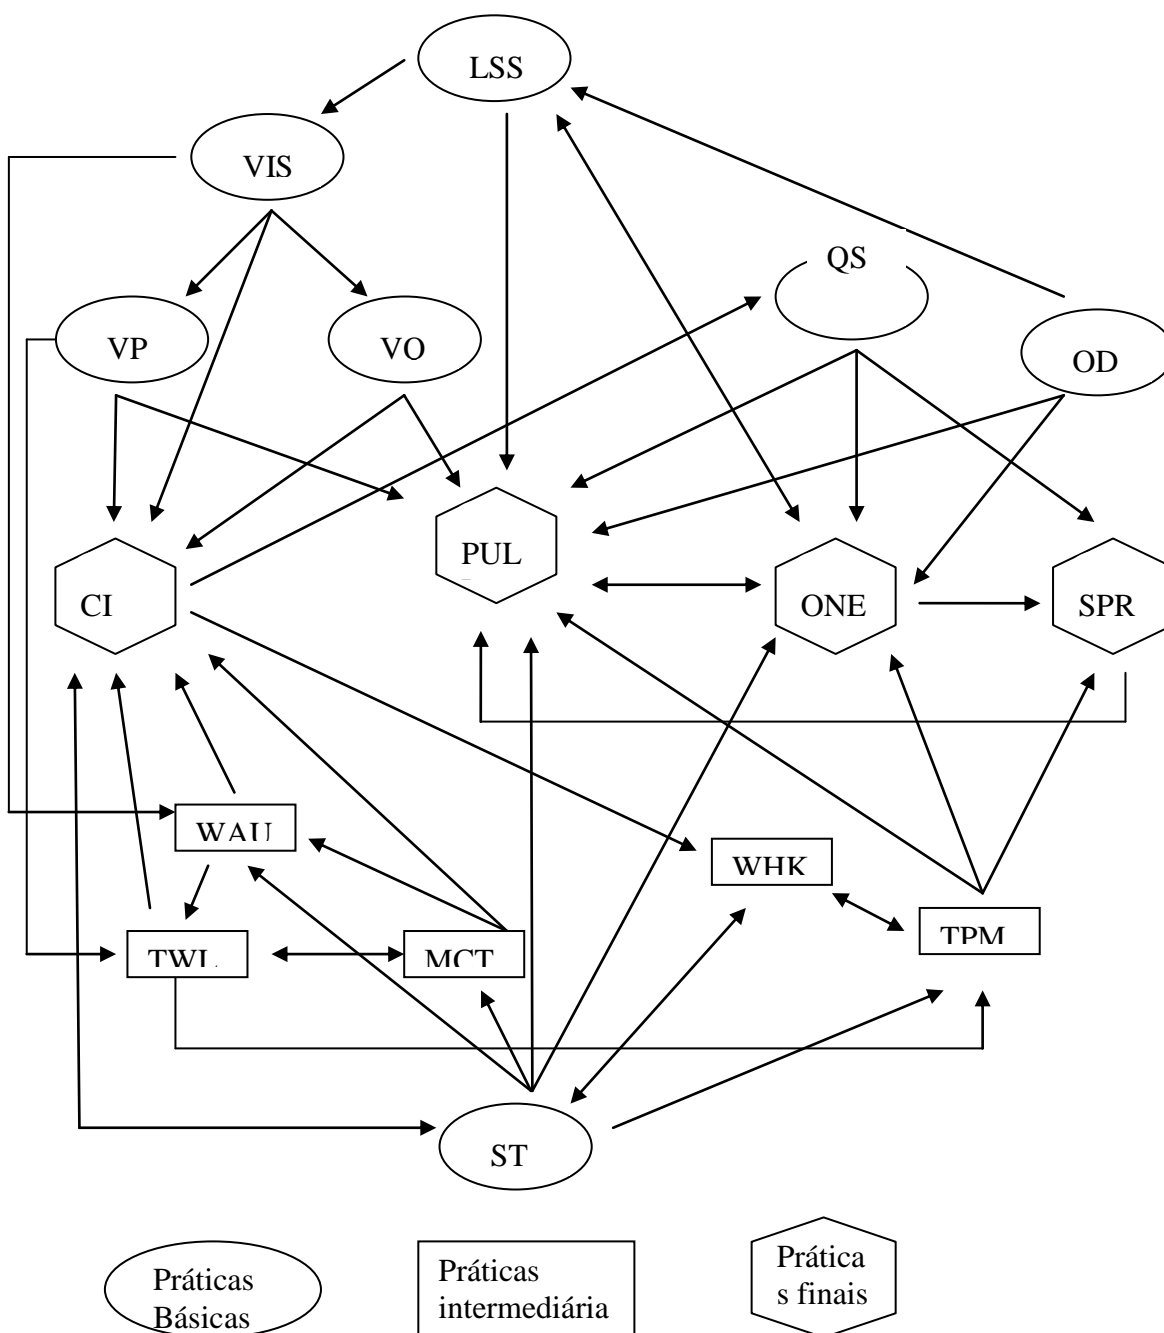 LSS
VIS
QS
VP
VO
OD
PUL
CI
ONE
SPR
WAU
WHK
TPM
TWL
MCT
ST
Práticas
Básicas
Práticas
intermediária
Prática
s finais